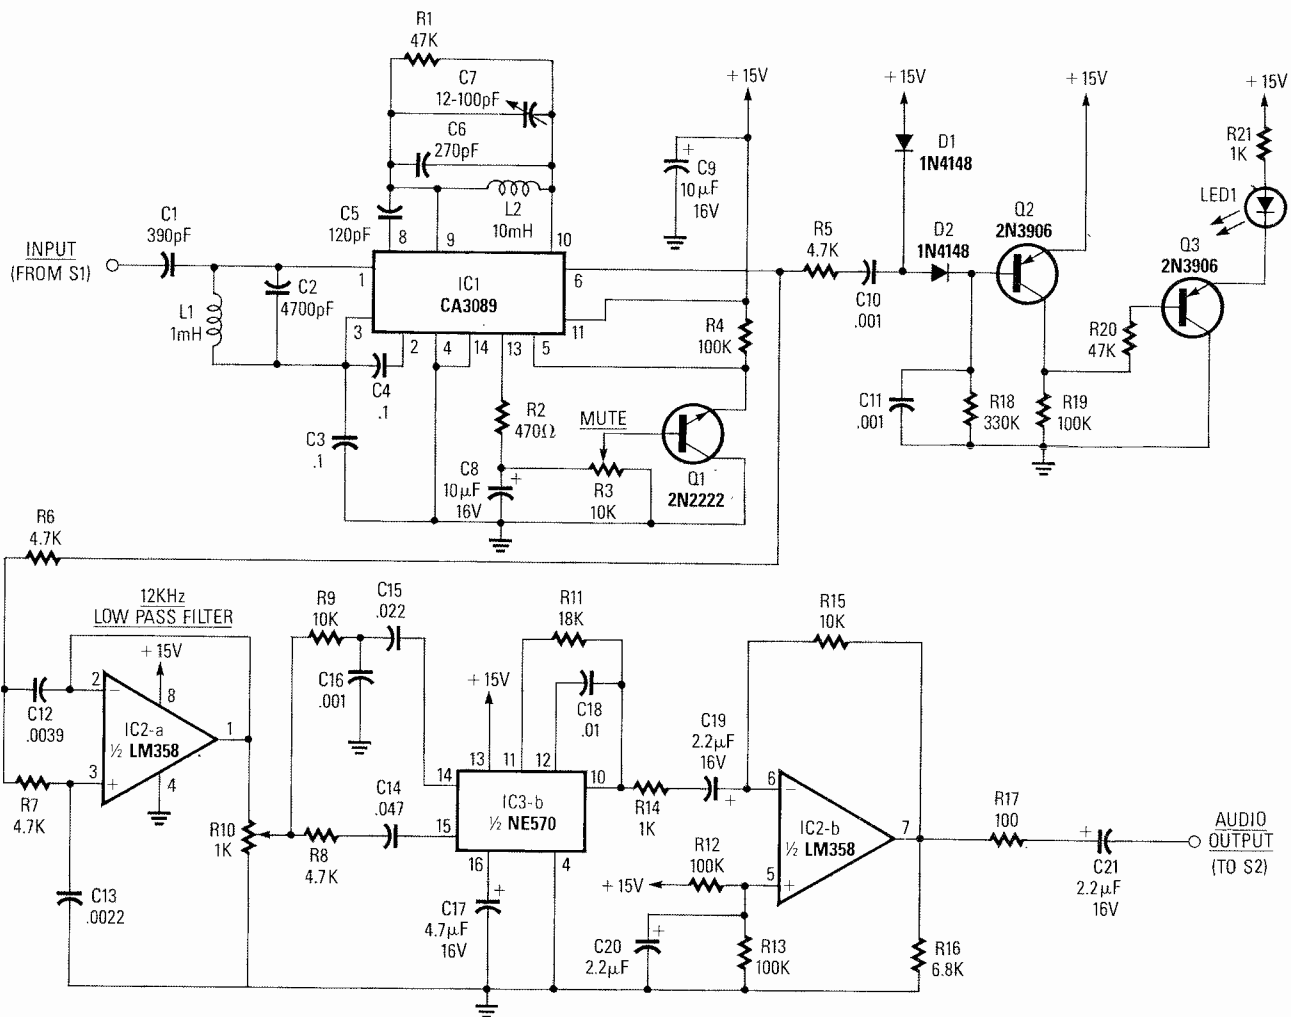 R1
47K
C7
12-100pF
C6
270pF
L2
10mH
C5
120pF
8
9
10
C1
390pF
INPUT
(FROM S1)
L1
1mH
C2
4700pF
1
3
IC1
CA3089
6
11
2
4
14
13
5
C4
.1
C3
.1
R2
470Ω
C8
10μF
16V
+
MUTE
R3
10K
Q1
2N2222
R4
100K
+15V
+
C9
10μF
16V
R5
4.7K
C10
.001
+15V
D1
1N4148
D2
1N4148
+15V
Q2
2N3906
C11
.001
R18
330K
R19
100K
R20
47K
Q3
2N3906
+15V
R21
1K
LED1
R6
4.7K
12KHz
LOW PASS FILTER
+15V
8
2
−
C12
.0039
IC2-a
½ LM358
1
3
+
4
R7
4.7K
C13
.0022
R10
1K
R9
10K
C15
.022
C16
.001
R8
4.7K
C14
.047
14
15
+15V
13
11
12
10
IC3-b
½ NE570
16
4
C17
4.7μF
16V
+
R11
18K
C18
.01
R14
1K
C19
2.2μF
16V
+
R15
10K
6
−
IC2-b
½ LM358
7
5
+
R12
100K
+15V
C20
2.2μF
+
R13
100K
R16
6.8K
R17
100
+
C21
2.2μF
16V
AUDIO
OUTPUT
(TO S2)